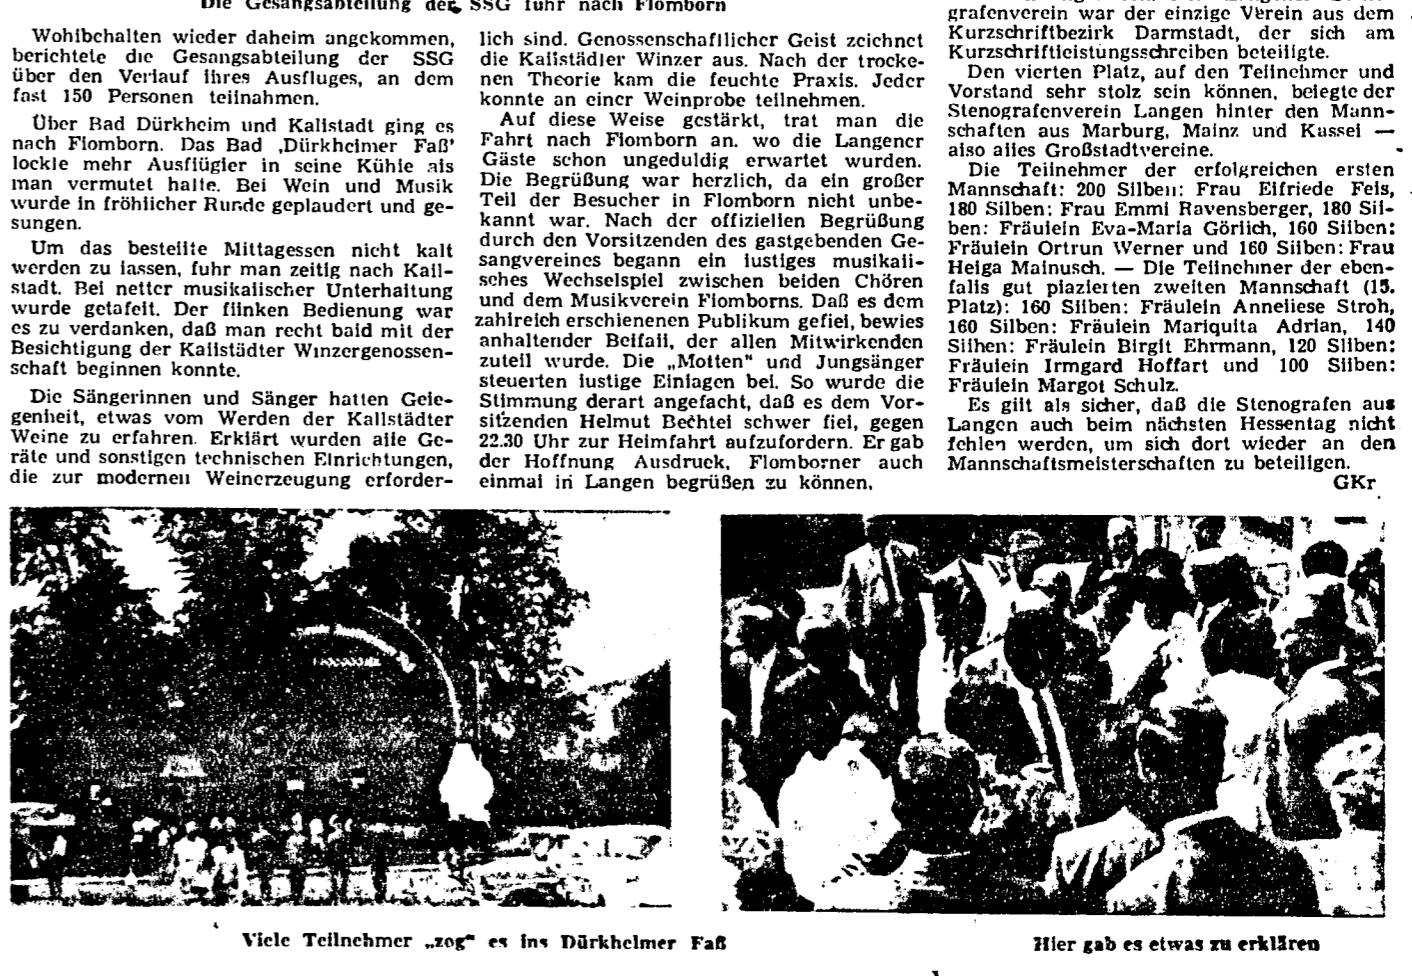 Die Gesangsabteilung der SSG fuhr nach Flomborn
Wohlbehalten wieder daheim angekommen,
berichtete die Gesangsabteilung der SSG
über den Verlauf ihres Ausfluges, an dem
fast 150 Personen teilnahmen.
Über Bad Dürkheim und Kallstadt ging es
nach Flomborn. Das Bad ‚Dürkheimer Faß'
lockte mehr Ausflügler in seine Kühle als
man vermutet hatte. Bei Wein und Musik
wurde in fröhlicher Runde geplaudert und ge-
sungen.
Um das bestellte Mittagessen nicht kalt
werden zu lassen, fuhr man zeitig nach Kall-
stadt. Bei netter musikalischer Unterhaltung
wurde getafelt. Der flinken Bedienung war
es zu verdanken, daß man recht bald mit der
Besichtigung der Kallstädter Winzergenossen-
schaft beginnen konnte.
Die Sängerinnen und Sänger hatten Gele-
genheit, etwas vom Werden der Kallstädter
Weine zu erfahren. Erklärt wurden alle Ge-
räte und sonstigen technischen Einrichtungen,
die zur modernen Weinerzeugung erforder-
lich sind. Genossenschaftlicher Geist zeichnet
die Kallstädter Winzer aus. Nach der trocke-
nen Theorie kam die feuchte Praxis. Jeder
konnte an einer Weinprobe teilnehmen.
Auf diese Weise gestärkt, trat man die
Fahrt nach Flomborn an. wo die Langener
Gäste schon ungeduldig erwartet wurden.
Die Begrüßung war herzlich, da ein großer
Teil der Besucher in Flomborn nicht unbe-
kannt war. Nach der offiziellen Begrüßung
durch den Vorsitzenden des gastgebenden Ge-
sangvereines begann ein lustiges musikali-
sches Wechselspiel zwischen beiden Chören
und dem Musikverein Flomborns. Daß es dem
zahlreich erschienenen Publikum gefiel, bewies
anhaltender Beifall, der allen Mitwirkenden
zuteil wurde. Die „Motten" und Jungsänger
steuerten lustige Einlagen bei. So wurde die
Stimmung derart angefacht, daß es dem Vor-
sitzenden Helmut Bechtel schwer fiel, gegen
22.30 Uhr zur Heimfahrt aufzufordern. Er gab
der Hoffnung Ausdruck, Flomborner auch
einmal in Langen begrüßen zu können.
grafenverein war der einzige Verein aus dem
Kurzschriftbezirk Darmstadt, der sich am
Kurzschriftleistungsschreiben beteiligte.
Den vierten Platz, auf den Teilnehmer und
Vorstand sehr stolz sein können, belegte der
Stenografenverein Langen hinter den Mann-
schaften aus Marburg, Mainz und Kassel —
also alles Großstadtvereine.
Die Teilnehmer der erfolgreichen ersten
Mannschaft: 200 Silben: Frau Elfriede Fels,
180 Silben: Frau Emmi Ravensberger, 180 Sil-
ben: Fräulein Eva-Maria Görlich, 160 Silben:
Fräulein Ortrun Werner und 160 Silben: Frau
Helga Mainusch. — Die Teilnehmer der eben-
falls gut plazierten zweiten Mannschaft (15.
Platz): 160 Silben: Fräulein Anneliese Stroh,
160 Silben: Fräulein Mariquita Adrian, 140
Silben: Fräulein Birgit Ehrmann, 120 Silben:
Fräulein Irmgard Hoffart und 100 Silben:
Fräulein Margot Schulz.
Es gilt als sicher, daß die Stenografen aus
Langen auch beim nächsten Hessentag nicht
fehlen werden, um sich dort wieder an den
Mannschaftsmeisterschaften zu beteiligen.
GKr
Viele Teilnehmer „zog" es ins Dürkheimer Faß
Hier gab es etwas zu erklären